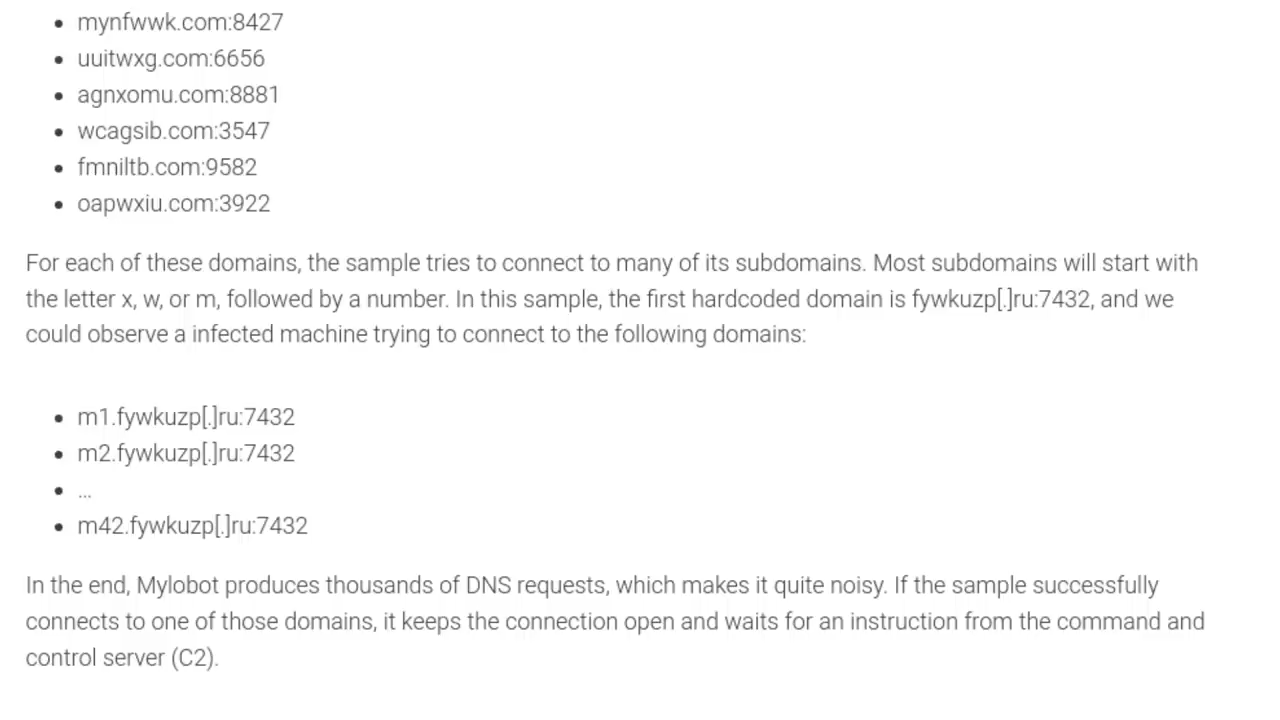 • mynfwwk.com:8427
• uuitwxg.com:6656
• agnxomu.com:8881
• wcagsib.com:3547
• fmniltb.com:9582
• oapwxiu.com:3922
For each of these domains, the sample tries to connect to many of its subdomains. Most subdomains will start with
the letter x, w, or m, followed by a number. In this sample, the first hardcoded domain is fywkuzp[.]ru:7432, and we
could observe a infected machine trying to connect to the following domains:
• m1.fywkuzp[.]ru:7432
• m2.fywkuzp[.]ru:7432
• ...
• m42.fywkuzp[.]ru:7432
In the end, Mylobot produces thousands of DNS requests, which makes it quite noisy. If the sample successfully
connects to one of those domains, it keeps the connection open and waits for an instruction from the command and
control server (C2).